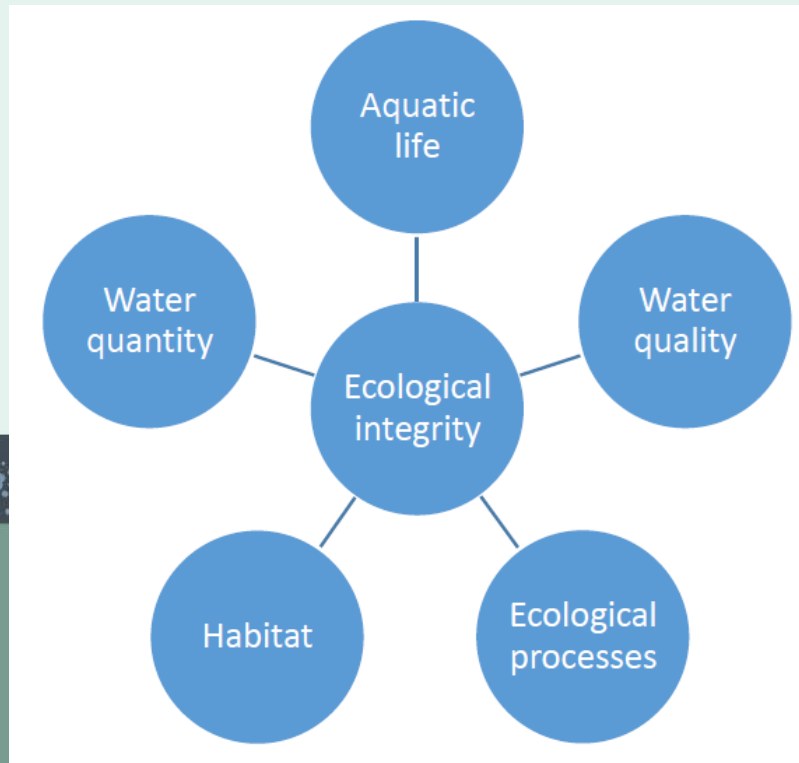 Aquatic
life
Water
quantity
Water
quality
Ecological
integrity
Habitat
Ecological
processes